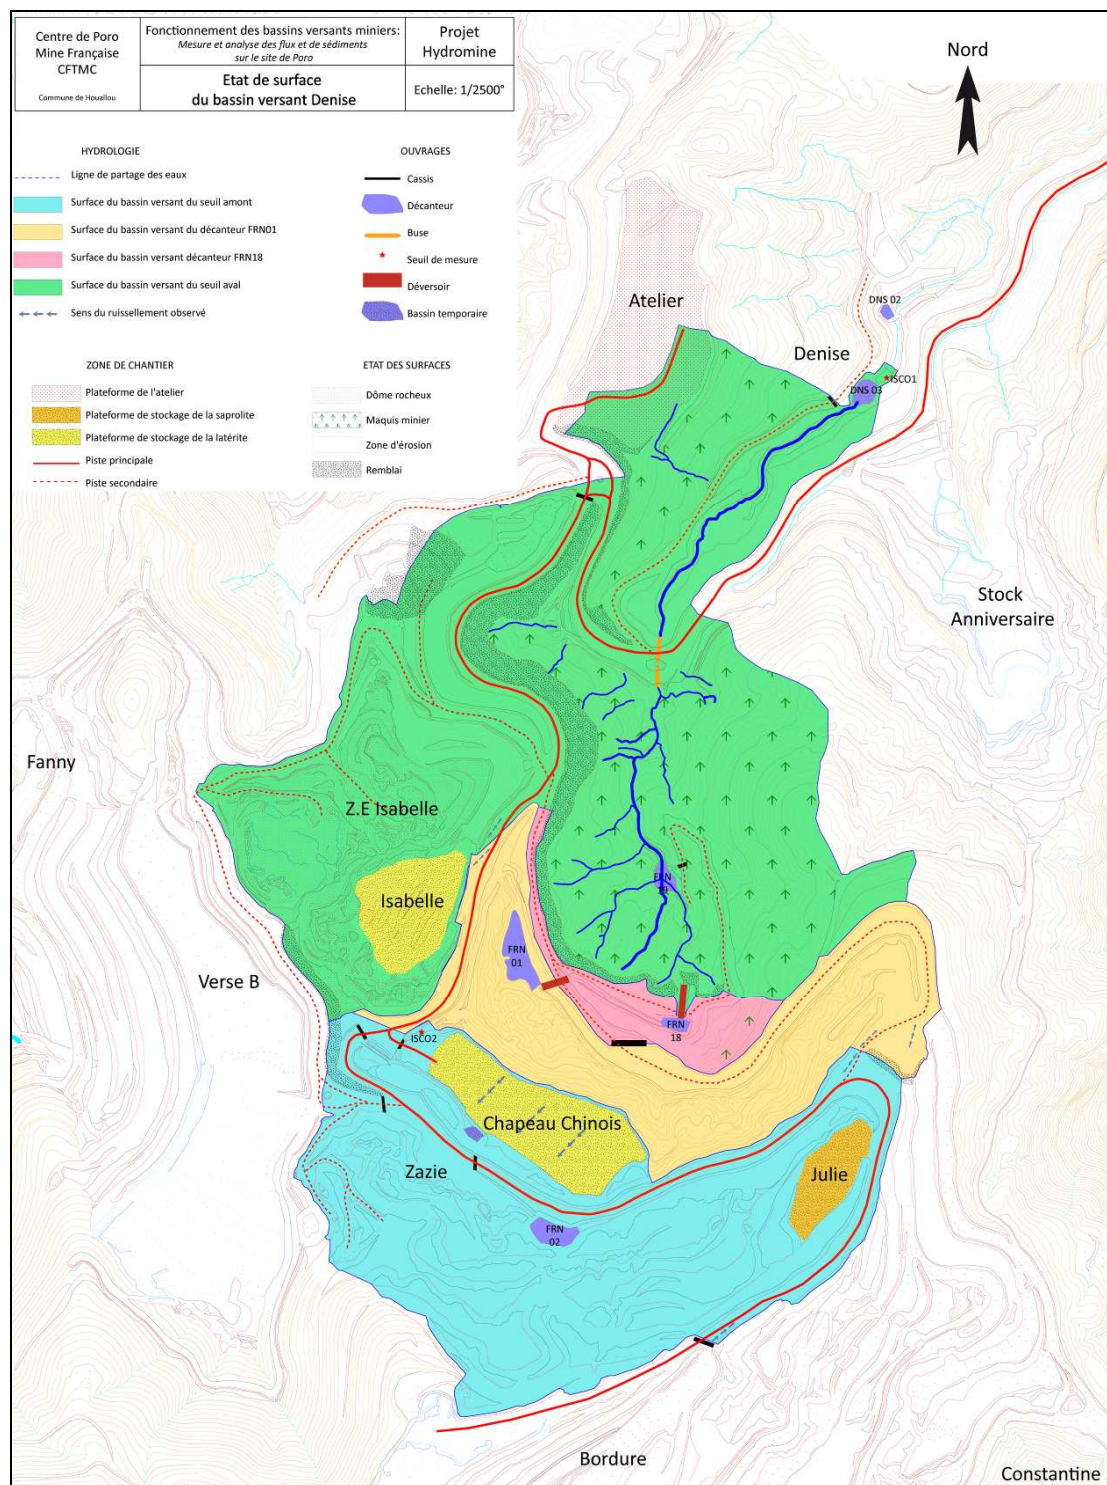 Centre de Poro
Mine Française
CFTMC
Commune de Houaïlou
Fonctionnement des bassins versants miniers:
Mesure et analyse des flux et de sédiments
sur le site de Poro
Etat de surface
du bassin versant Denise
Projet
Hydromine
Echelle: 1/2500°
Nord
HYDROLOGIE
Ligne de partage des eaux
Surface du bassin versant du seuil amont
Surface du bassin versant du décanteur FRN01
Surface du bassin versant décanteur FRN18
Surface du bassin versant du seuil aval
Sens du ruissellement observé
OUVRAGES
Cassis
Décanteur
Buse
Seuil de mesure
Déversoir
Bassin temporaire
ZONE DE CHANTIER
Plateforme de l'atelier
Plateforme de stockage de la saprolite
Plateforme de stockage de la latérite
Piste principale
Piste secondaire
ETAT DES SURFACES
Dôme rocheux
Maquis minier
Zone d'érosion
Remblai
Atelier
DNS 02
Denise
ISCO1
DNS 03
Stock
Anniversaire
Fanny
Z.E Isabelle
Isabelle
FRN
19
FRN
01
Verse B
FRN
18
ISCO2
Chapeau Chinois
Zazie
Julie
FRN
02
Bordure
Constantine